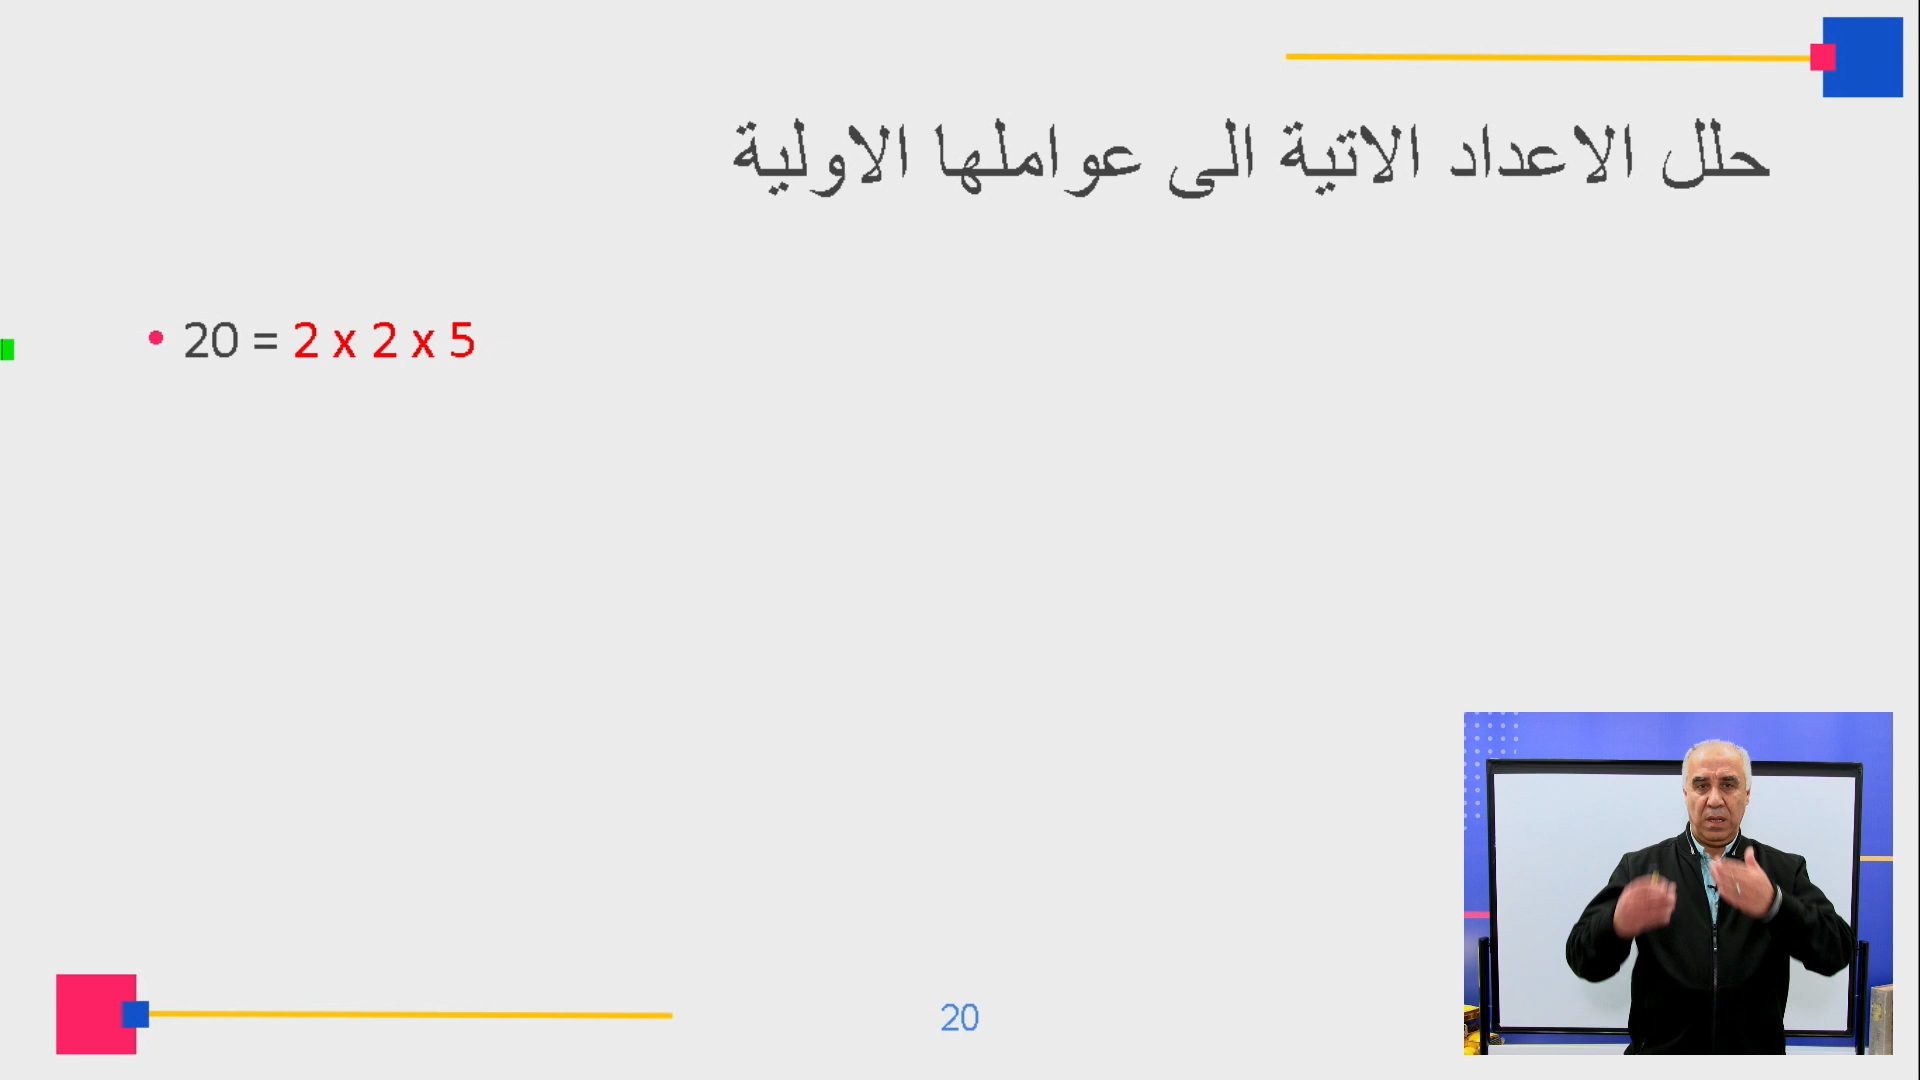 حلل الاعداد الاتية الى عواملها الاولية
• 20 = 2 x 2 x 5
20